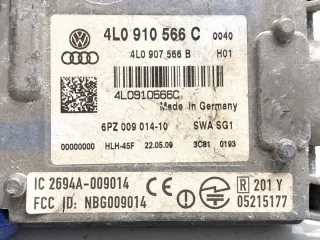 4L0 910 566 C 0040
4L0 907 566 B H01
4L0910566C
Made in Germany
6PZ 009 014-10 SWA SG1
00000000 HLH-45F 22.05.09 3C81 0193
IC 2694A-009014
FCC ID: NBG009014
R 201 Y
05215177